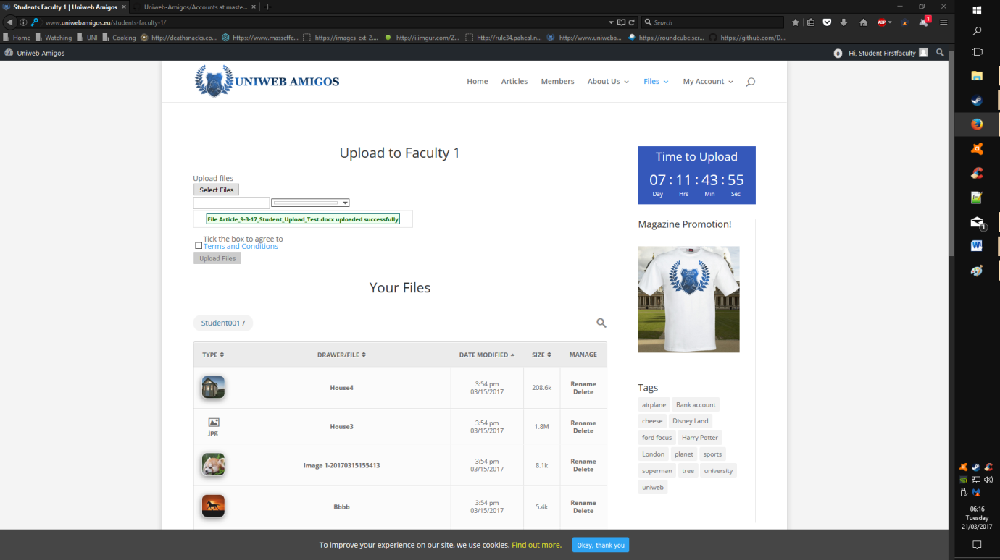 Students Faculty 1 | Uniweb Amigos
Uniweb-Amigos/Accounts at maste...
www.uniwebamigos.eu/students-faculty-1/
Search
ABP
1
Home Watching UNI Cooking http://deathsnacks.co... https://www.masseffe... https://images-ext-2.... http://i.imgur.com/Z... http://rule34.paheal.n... http://www.uniweba... https://roundcube.ser... https://github.com/D...
Uniweb Amigos
0 Hi, Student Firstfaculty
UNIWEB AMIGOS
Home Articles Members About Us Files My Account
Upload to Faculty 1
Upload files
Select Files
File Article_9-3-17_Student_Upload_Test.docx uploaded successfully
Tick the box to agree to
Terms and Conditions
Upload Files
Your Files
Student001 /
TYPE DRAWER/FILE DATE MODIFIED SIZE MANAGE
House4 3:54 pm 03/15/2017 208.6k Rename Delete
jpg House3 3:54 pm 03/15/2017 1.8M Rename Delete
Image 1-20170315155413 3:54 pm 03/15/2017 8.1k Rename Delete
Bbbb 3:54 pm 03/15/2017 5.4k Rename Delete
Time to Upload
07 : 11 : 43 : 55
Day Hrs Min Sec
Magazine Promotion!
UNIWEB
Tags
airplane Bank account
cheese Disney Land
ford focus Harry Potter
London planet sports
superman tree university
uniweb
To improve your experience on our site, we use cookies. Find out more. Okay, thank you
1
06:16
Tuesday
21/03/2017